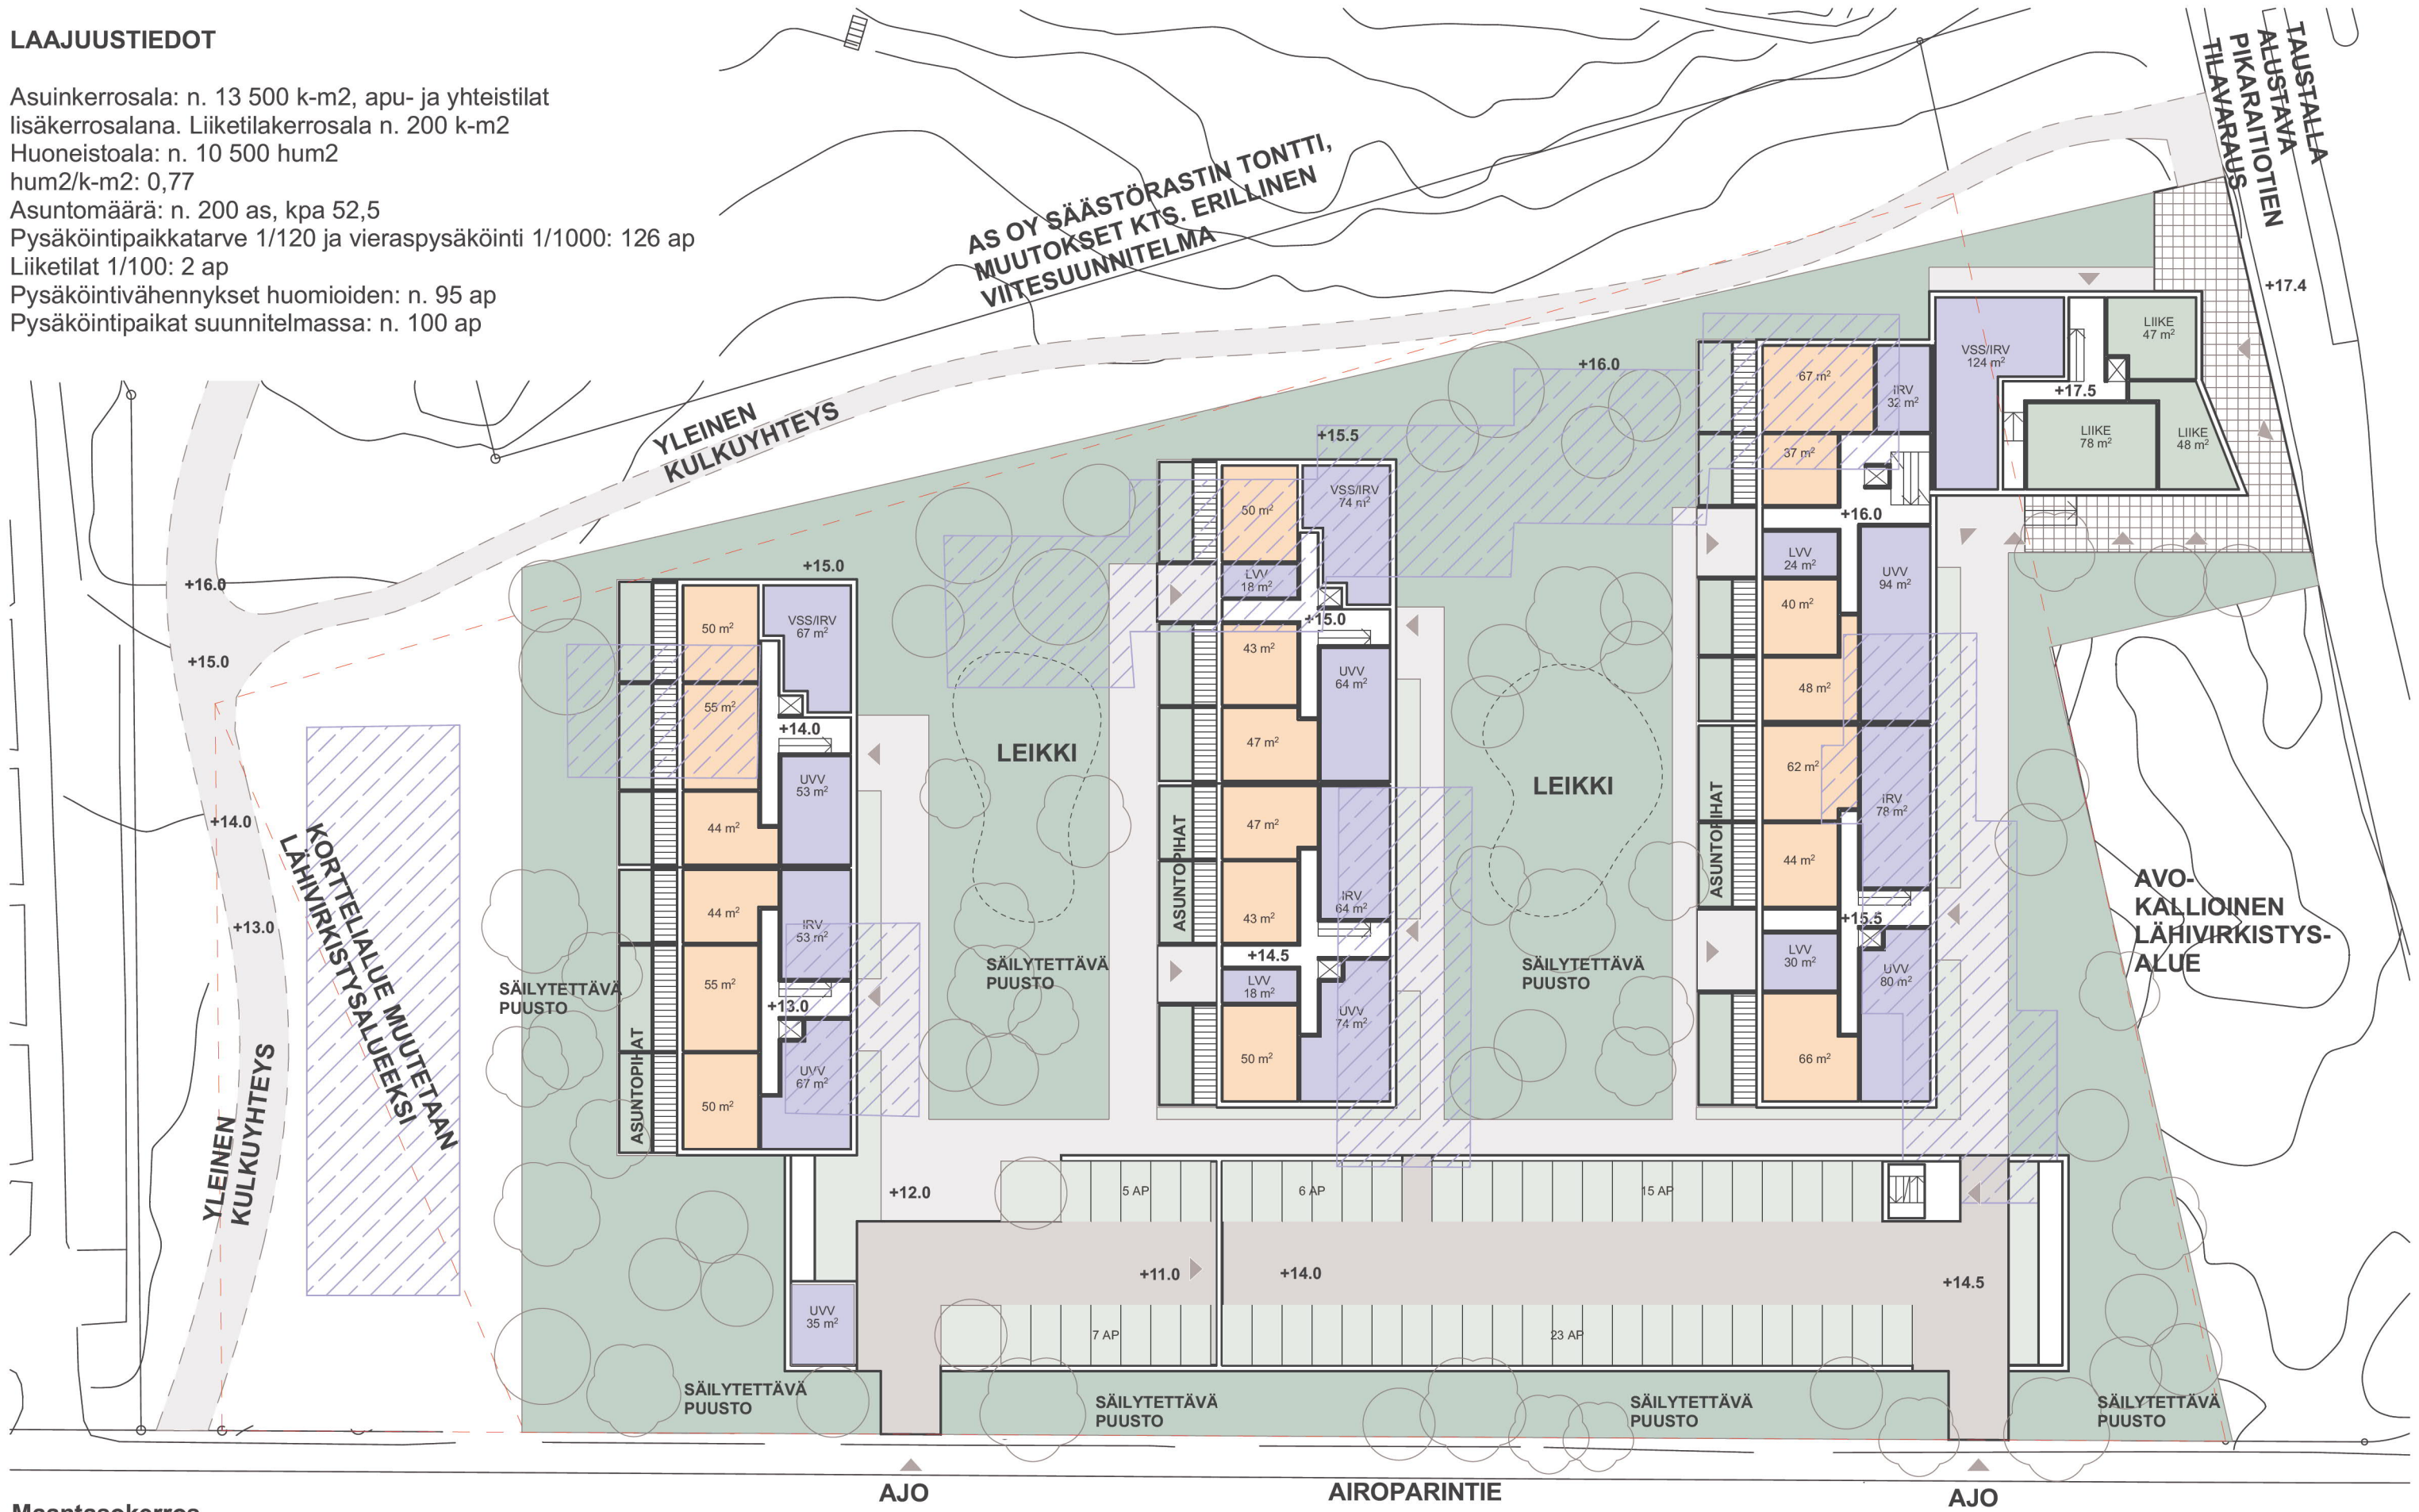 LAAJUUSTIEDOT
Asuinkerrosala: n. 13 500 k-m2, apu- ja yhteistilat
lisäkerrosalana. Liiketilakerrosala n. 200 k-m2
Huoneistoala: n. 10 500 hum2
hum2/k-m2: 0,77
Asuntomäärä: n. 200 as, kpa 52,5
Pysäköintipaikkatarve 1/120 ja vieraspysäköinti 1/1000: 126 ap
Liiketilat 1/100: 2 ap
Pysäköintivähennykset huomioiden: n. 95 ap
Pysäköintipaikat suunnitelmassa: n. 100 ap
AS OY SÄÄSTÖRASTIN TONTTI,
MUUTOKSET KTS. ERILLINEN
VIITESUUNNITELMA
TAUSTALLA
ALUSTAVA
PIKARAITIOTIEN
TILAVARAUS
+17.4
YLEINEN
KULKUYHTEYS
+16.0
+15.0
+14.0
+13.0
YLEINEN
KULKUYHTEYS
KORTTELIALUE MUUTETAAN
LÄHIVIRKISTYSALUEEKSI
+15.0
50 m²
VSS/IRV
67 m²
55 m²
+14.0
UVV
53 m²
44 m²
44 m²
IRV
53 m²
55 m²
+13.0
UVV
67 m²
50 m²
ASUNTOPIHAT
SÄILYTETTÄVÄ
PUUSTO
LEIKKI
SÄILYTETTÄVÄ
PUUSTO
+15.5
50 m²
VSS/IRV
74 m²
LVV
18 m²
+15.0
43 m²
UVV
64 m²
47 m²
47 m²
IRV
64 m²
43 m²
+14.5
LVV
18 m²
UVV
74 m²
50 m²
ASUNTOPIHAT
LEIKKI
SÄILYTETTÄVÄ
PUUSTO
+16.0
67 m²
IRV
32 m²
37 m²
+16.0
LVV
24 m²
UVV
94 m²
40 m²
48 m²
62 m²
IRV
78 m²
44 m²
+15.5
LVV
30 m²
UVV
80 m²
66 m²
ASUNTOPIHAT
VSS/IRV
124 m²
LIIKE
47 m²
+17.5
LIIKE
78 m²
LIIKE
48 m²
AVO-
KALLIOINEN
LÄHIVIRKISTYS-
ALUE
+12.0
5 AP
6 AP
15 AP
+11.0
+14.0
+14.5
UVV
35 m²
7 AP
23 AP
SÄILYTETTÄVÄ
PUUSTO
SÄILYTETTÄVÄ
PUUSTO
SÄILYTETTÄVÄ
PUUSTO
SÄILYTETTÄVÄ
PUUSTO
AJO
AIROPARINTIE
AJO